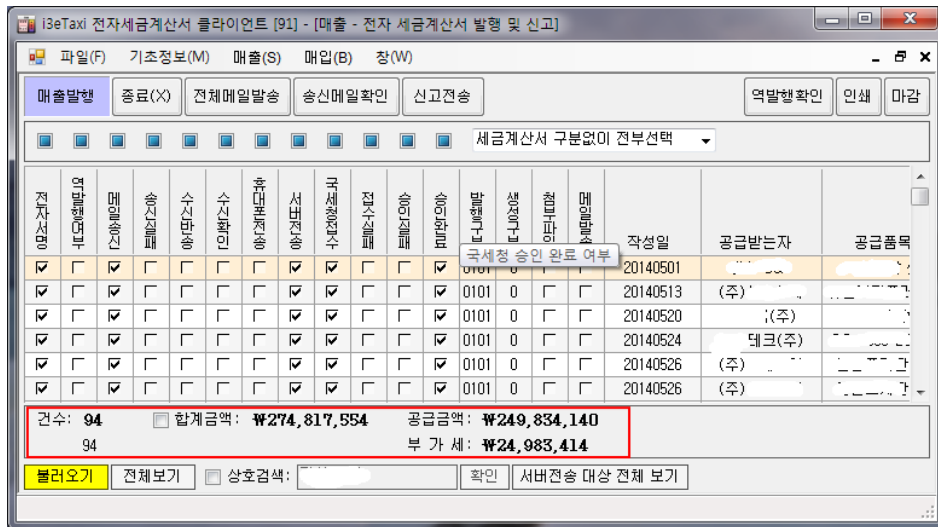 i3eTaxi 전자세금계산서 클라이언트 [91] - [매출 - 전자 세금계산서 발행 및 신고]
파일(F) 기초정보(M) 매출(S) 매입(B) 창(W)
매출발행 종료(X) 전체메일발송 송신메일확인 신고전송 역발행확인 인쇄 마감
세금계산서 구분없이 전부선택
전자서명 역발행여부 메일송신 송신실패 수신반송 수신확인 휴대폰전송 서버전송 국세청접수 접수실패 승인실패 승인완료 발행구 생성구 첨부파일 메일발송 작성일 공급받는자 공급품목
국세청 승인 완료 여부
0101 0 20140501
0101 0 20140513 (주)
0101 0 20140520 (주)
0101 0 20140524 테크(주)
0101 0 20140526 (주)
0101 0 20140526 (주)
건수: 94 합계금액: ₩274,817,554 공급금액: ₩249,834,140
94 부 가 세: ₩24,983,414
불러오기 전체보기 상호검색: 확인 서버전송 대상 전체 보기